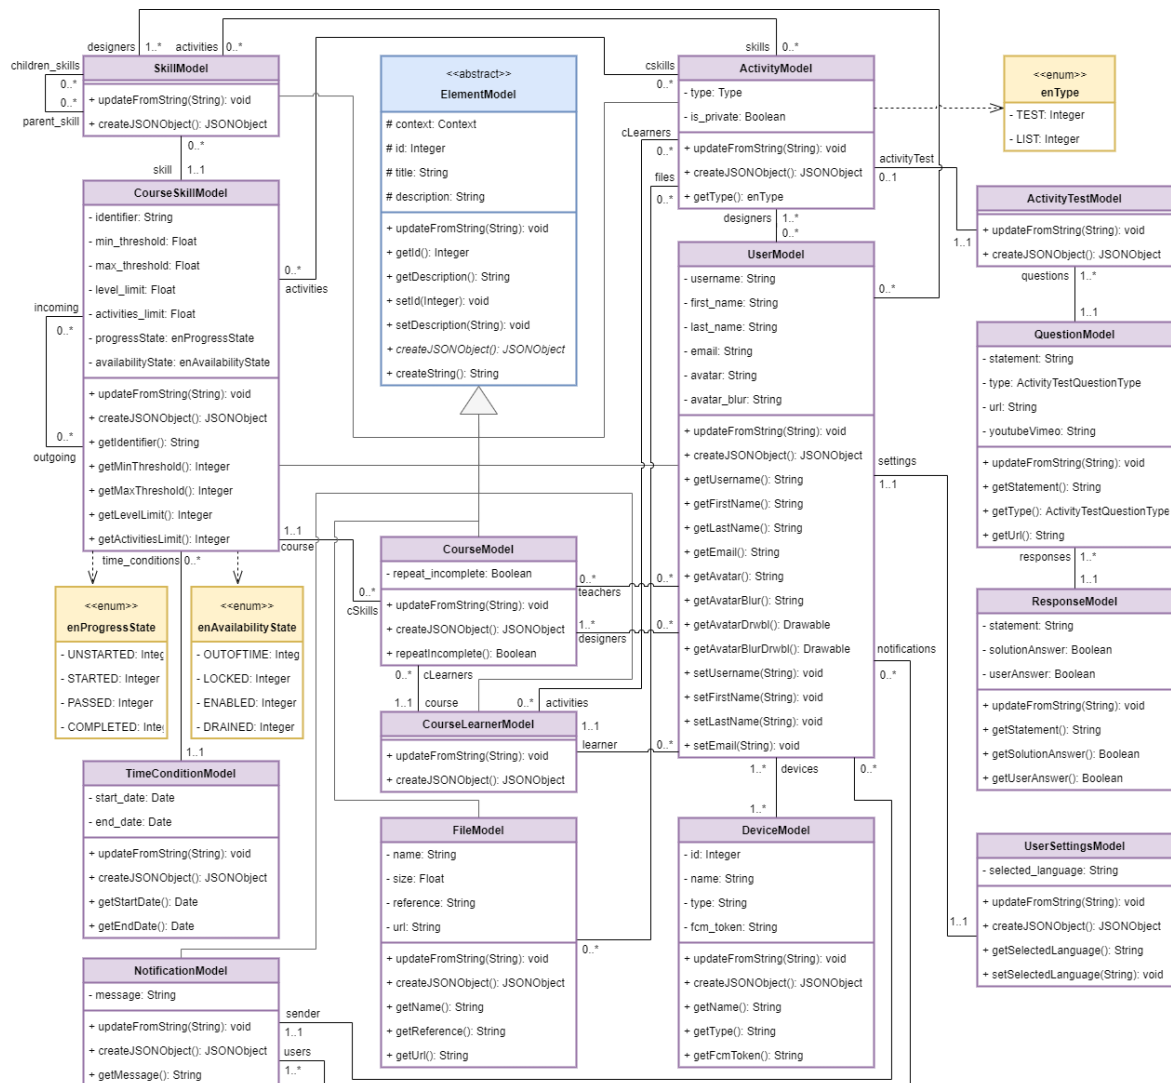 designers
1..*
activities
0..*
skills
0..*
children_skills
0..*
0..*
parent_skill
SkillModel
+ updateFromString(String): void
+ createJSONObject: JSONObject
0..*
skill
1..1
<<abstract>>
ElementModel
# context: Context
# id: Integer
# title: String
# description: String
+ updateFromString(String): void
+ getId(): Integer
+ getDescription(): String
+ setId(Integer): void
+ setDescription(String): void
+ createJSONObject(): JSONObject
+ createString(): String
cskills
0..*
ActivityModel
- type: Type
- is_private: Boolean
+ updateFromString(String): void
+ createJSONObject(): JSONObject
+ getType(): enType
cLearners
0..*
files
0..*
designers
1..*
0..*
<<enum>>
enType
- TEST: Integer
- LIST: Integer
activityTest
0..1
1..1
ActivityTestModel
+ updateFromString(String): void
+ createJSONObject(): JSONObject
questions
1..*
1..1
CourseSkillModel
- identifier: String
- min_threshold: Float
- max_threshold: Float
- level_limit: Float
- activities_limit: Float
- progressState: enProgressState
- availabilityState: enAvailabilityState
+ updateFromString(String): void
+ createJSONObject(): JSONObject
+ getIdentifier(): String
+ getMinThreshold(): Integer
+ getMaxThreshold(): Integer
+ getLevelLimit(): Integer
+ getActivitiesLimit(): Integer
0..*
activities
incoming
0..*
0..*
outgoing
1..1
course
0..*
cSkills
time_conditions
0..*
UserModel
- username: String
- first_name: String
- last_name: String
- email: String
- avatar: String
- avatar_blur: String
+ updateFromString(String): void
+ createJSONObject(): JSONObject
+ getUsername(): String
+ getFirstName(): String
+ getLastName(): String
+ getEmail(): String
+ getAvatar(): String
+ getAvatarBlur(): String
+ getAvatarDrwbl(): Drawable
+ getAvatarBlurDrwbl(): Drawable
+ setUsername(String): void
+ setFirstName(String): void
+ setLastName(String): void
+ setEmail(String): void
0..*
settings
1..1
notifications
0..*
0..*
QuestionModel
- statement: String
- type: ActivityTestQuestionType
- url: String
- youtubeVimeo: String
+ updateFromString(String): void
+ getStatement(): String
+ getType(): ActivityTestQuestionType
+ getUrl(): String
responses
1..*
1..1
ResponseModel
- statement: String
- solutionAnswer: Boolean
- userAnswer: Boolean
+ updateFromString(String): void
+ getStatement(): String
+ getSolutionAnswer(): Boolean
+ getUserAnswer(): Boolean
CourseModel
- repeat_incomplete: Boolean
+ updateFromString(String): void
+ createJSONObject(): JSONObject
+ repeatIncomplete(): Boolean
0..*
teachers
0..*
1..*
designers
0..*
cLearners
0..*
1..1
course
0..*
activities
<<enum>>
enProgressState
- UNSTARTED: Integ
- STARTED: Integer
- PASSED: Integer
- COMPLETED: Inte
<<enum>>
enAvailabilityState
- OUTOFTIME: Integ
- LOCKED: Integer
- ENABLED: Integer
- DRAINED: Integer
1..1
CourseLearnerModel
+ updateFromString(String): void
+ createJSONObject(): JSONObject
1..1
learner
0..*
1..*
devices
1..*
TimeConditionModel
- start_date: Date
- end_date: Date
+ updateFromString(String): void
+ createJSONObject(): JSONObject
+ getStartDate(): Date
+ getEndDate(): Date
FileModel
- name: String
- size: Float
- reference: String
- url: String
+ updateFromString(String): void
+ createJSONObject(): JSONObject
+ getName(): String
+ getReference(): String
+ getUrl(): String
0..*
DeviceModel
- id: Integer
- name: String
- type: String
- fcm_token: String
+ updateFromString(String): void
+ createJSONObject(): JSONObject
+ getName(): String
+ getType(): String
+ getFcmToken(): String
1..1
UserSettingsModel
- selected_language: String
+ updateFromString(String): void
+ createJSONObject(): JSONObject
+ getSelectedLanguage(): String
+ setSelectedLanguage(String): void
NotificationModel
- message: String
+ updateFromString(String): void
+ createJSONObject(): JSONObject
+ getMessage(): String
sender
1..1
users
1..*